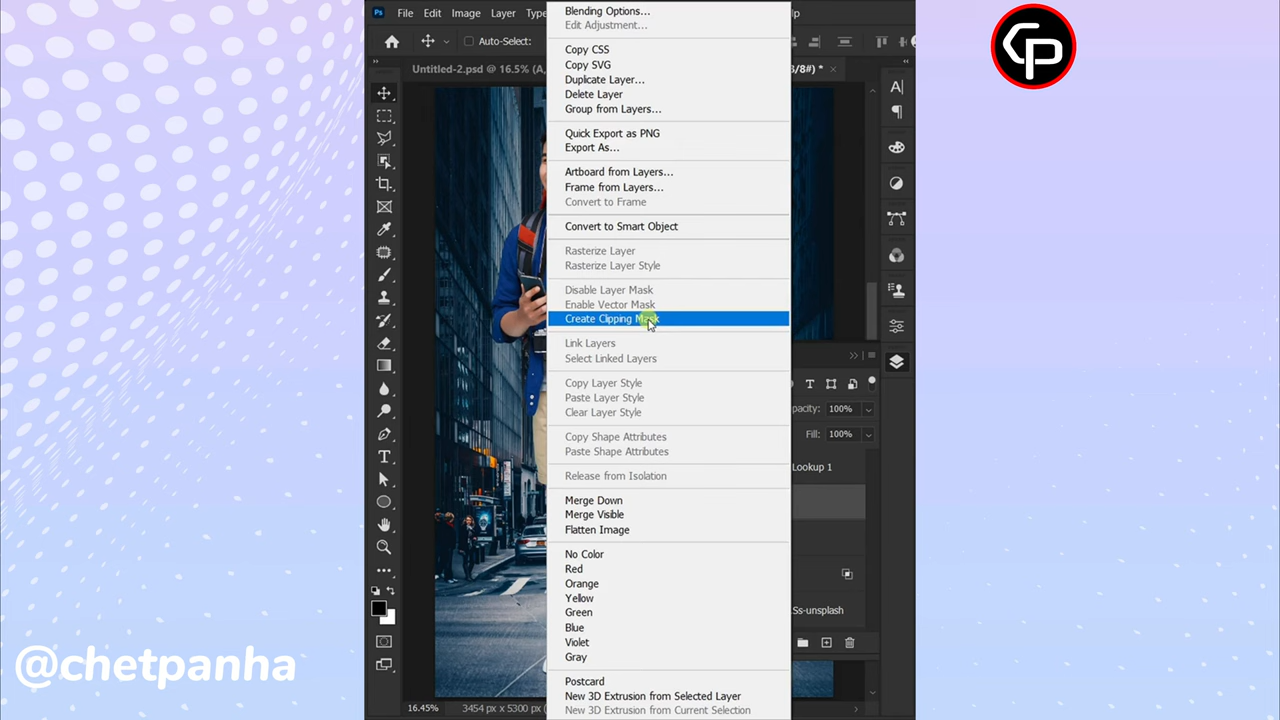 Ps File Edit Image Layer Type lp
Auto-Select:
Untitled-2.psd @ 16.5% (A, 3/8#) *
Blending Options...
Edit Adjustment...
Copy CSS
Copy SVG
Duplicate Layer...
Delete Layer
Group from Layers...
Quick Export as PNG
Export As...
Artboard from Layers...
Frame from Layers...
Convert to Frame
Convert to Smart Object
Rasterize Layer
Rasterize Layer Style
Disable Layer Mask
Enable Vector Mask
Create Clipping Mask
Link Layers
Select Linked Layers
Copy Layer Style
Paste Layer Style
Clear Layer Style
Copy Shape Attributes
Paste Shape Attributes
Release from Isolation
Merge Down
Merge Visible
Flatten Image
No Color
Red
Orange
Yellow
Green
Blue
Violet
Gray
Postcard
New 3D Extrusion from Selected Layer
New 3D Extrusion from Current Selection
pacity: 100%
Fill: 100%
Lookup 1
Ss-unsplash
16.45% 3454 px x 5300 px (
CP